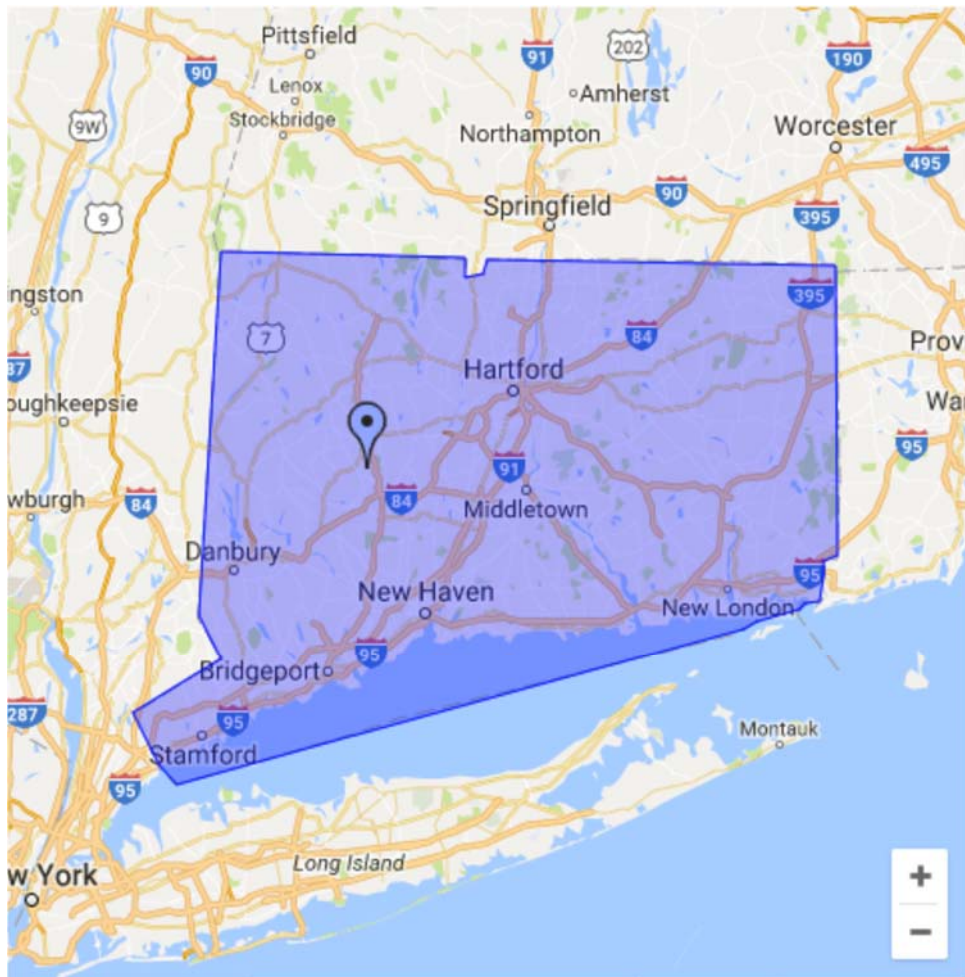 Pittsfield
91
202
190
90
Lenox
Amherst
9W
Stockbridge
Northampton
Worcester
495
90
9
Springfield
395
ngston
395
7
84
37
Prov
Hartford
oughkeepsie
Wa
95
91
wburgh
84
84
Middletown
Danbury
95
New Haven
New London
95
Bridgeport
287
95
Stamford
Montauk
95
Long Island
w York
+
−